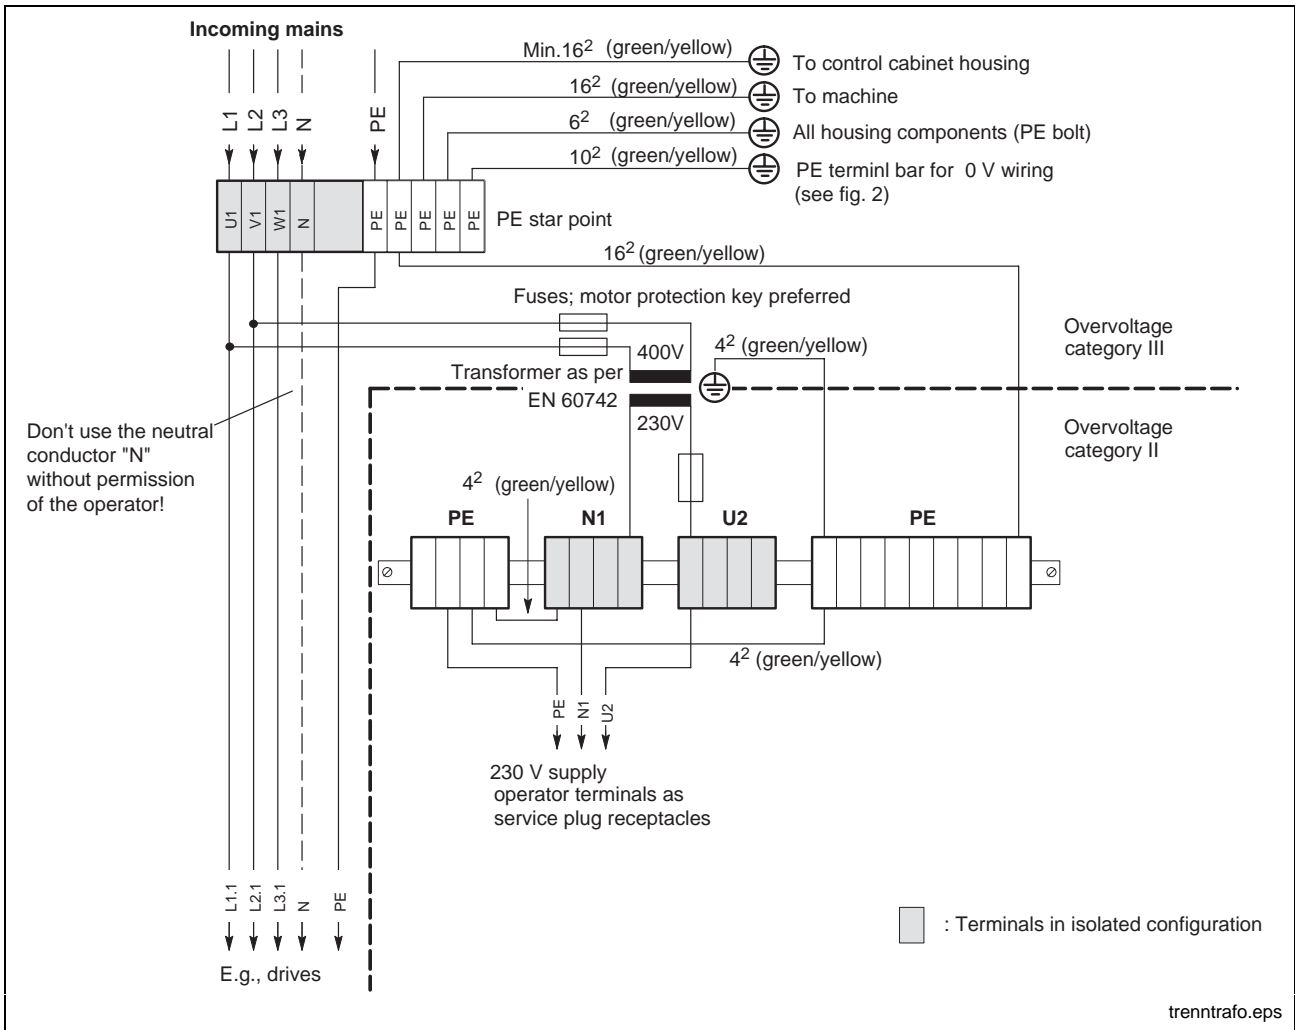 Incoming mains
Min.16² (green/yellow)
To control cabinet housing
16² (green/yellow)
To machine
6² (green/yellow)
All housing components (PE bolt)
10² (green/yellow)
PE terminl bar for 0 V wiring
(see fig. 2)
L1
L2
L3
N
PE
U1
V1
W1
N
PE
PE
PE
PE
PE
PE star point
16² (green/yellow)
Fuses; motor protection key preferred
400V
4² (green/yellow)
Overvoltage
category III
Transformer as per
EN 60742
230V
Overvoltage
category II
Don't use the neutral
conductor "N"
without permission
of the operator!
4² (green/yellow)
PE
N1
U2
PE
4² (green/yellow)
PE
N1
U2
230 V supply
operator terminals as
service plug receptacles
L1.1
L2.1
L3.1
N
PE
E.g., drives
: Terminals in isolated configuration
trenntrafo.eps